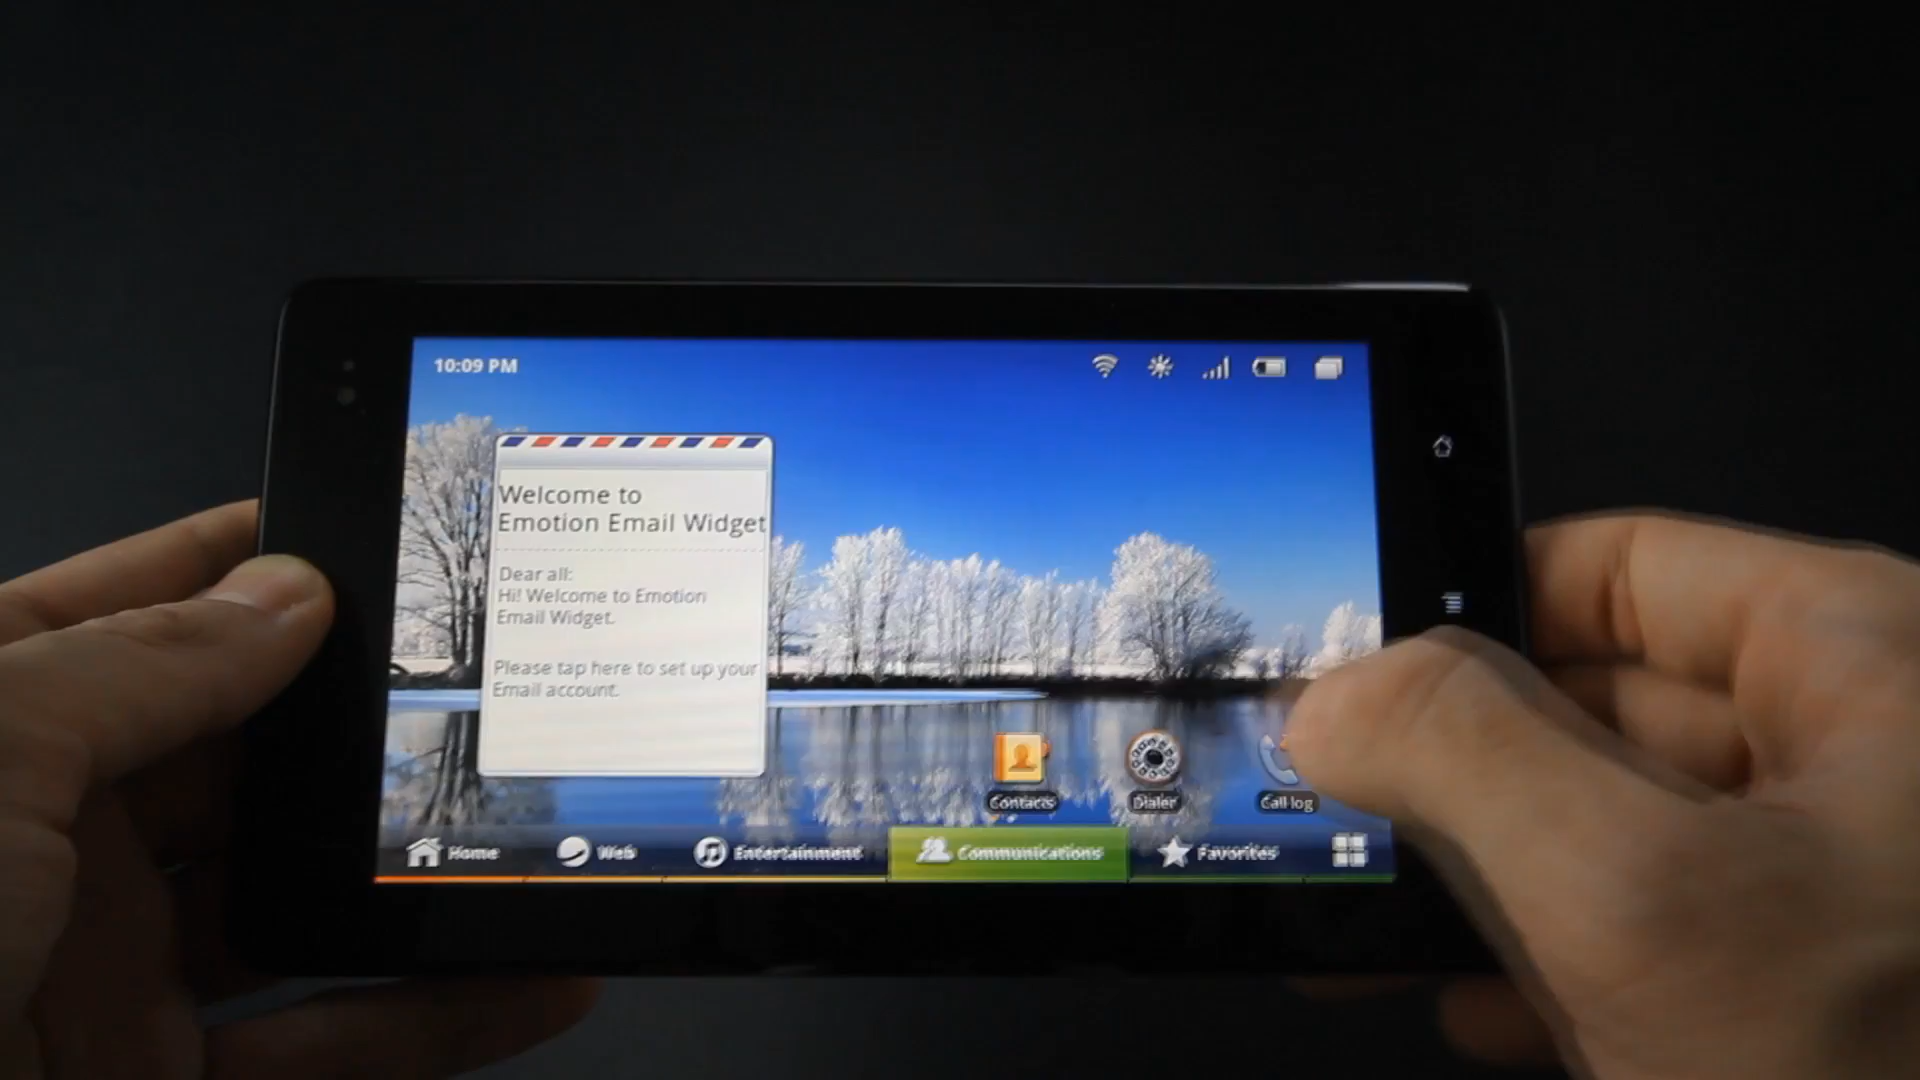 10:09 PM
Welcome to
Emotion Email Widget
Dear all:
Hi! Welcome to Emotion
Email Widget.
Please tap here to set up your
Email account.
Contacts
Dialer
Call log
Home
Web
Entertainment
Communications
Favorites